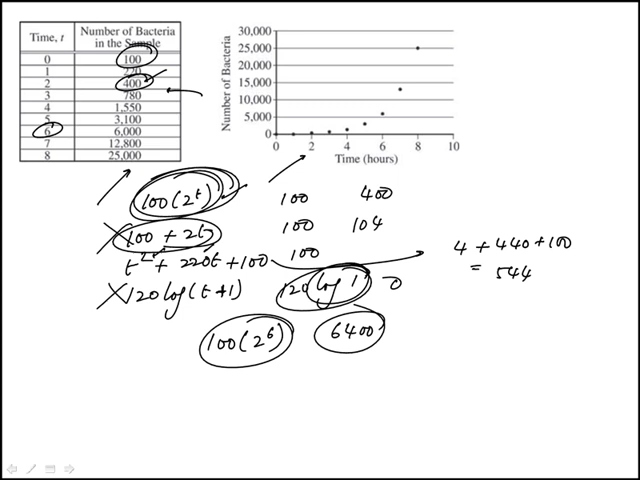 Time, t Number of Bacteria in the Sample
0 100
1 220
2 400
3 780
4 1,550
5 3,100
6 6,000
7 12,800
8 25,000
Number of Bacteria
30,000
25,000
20,000
15,000
10,000
5,000
0
0 2 4 6 8 10
Time (hours)
100(2^t) 100 400
100 + 2t 100 104
t^2 + 220t + 100 100 4 + 440 + 100
= 544
120 log(t+1) 120 log 1 0
100(2^6) 6400